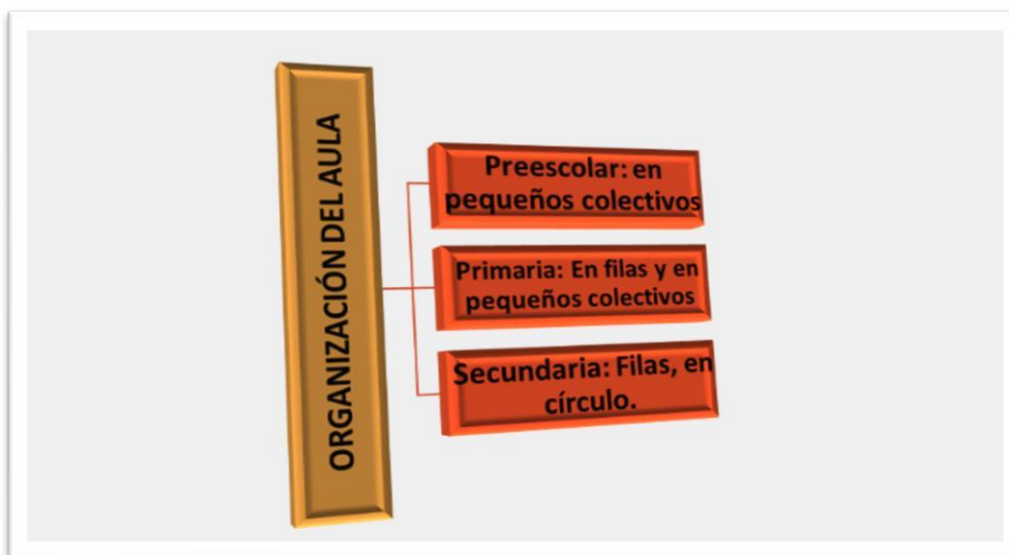 ORGANIZACIÓN DEL AULA
Preescolar: en
pequeños colectivos
Primaria: En filas y en
pequeños colectivos
Secundaria: Filas, en
círculo.